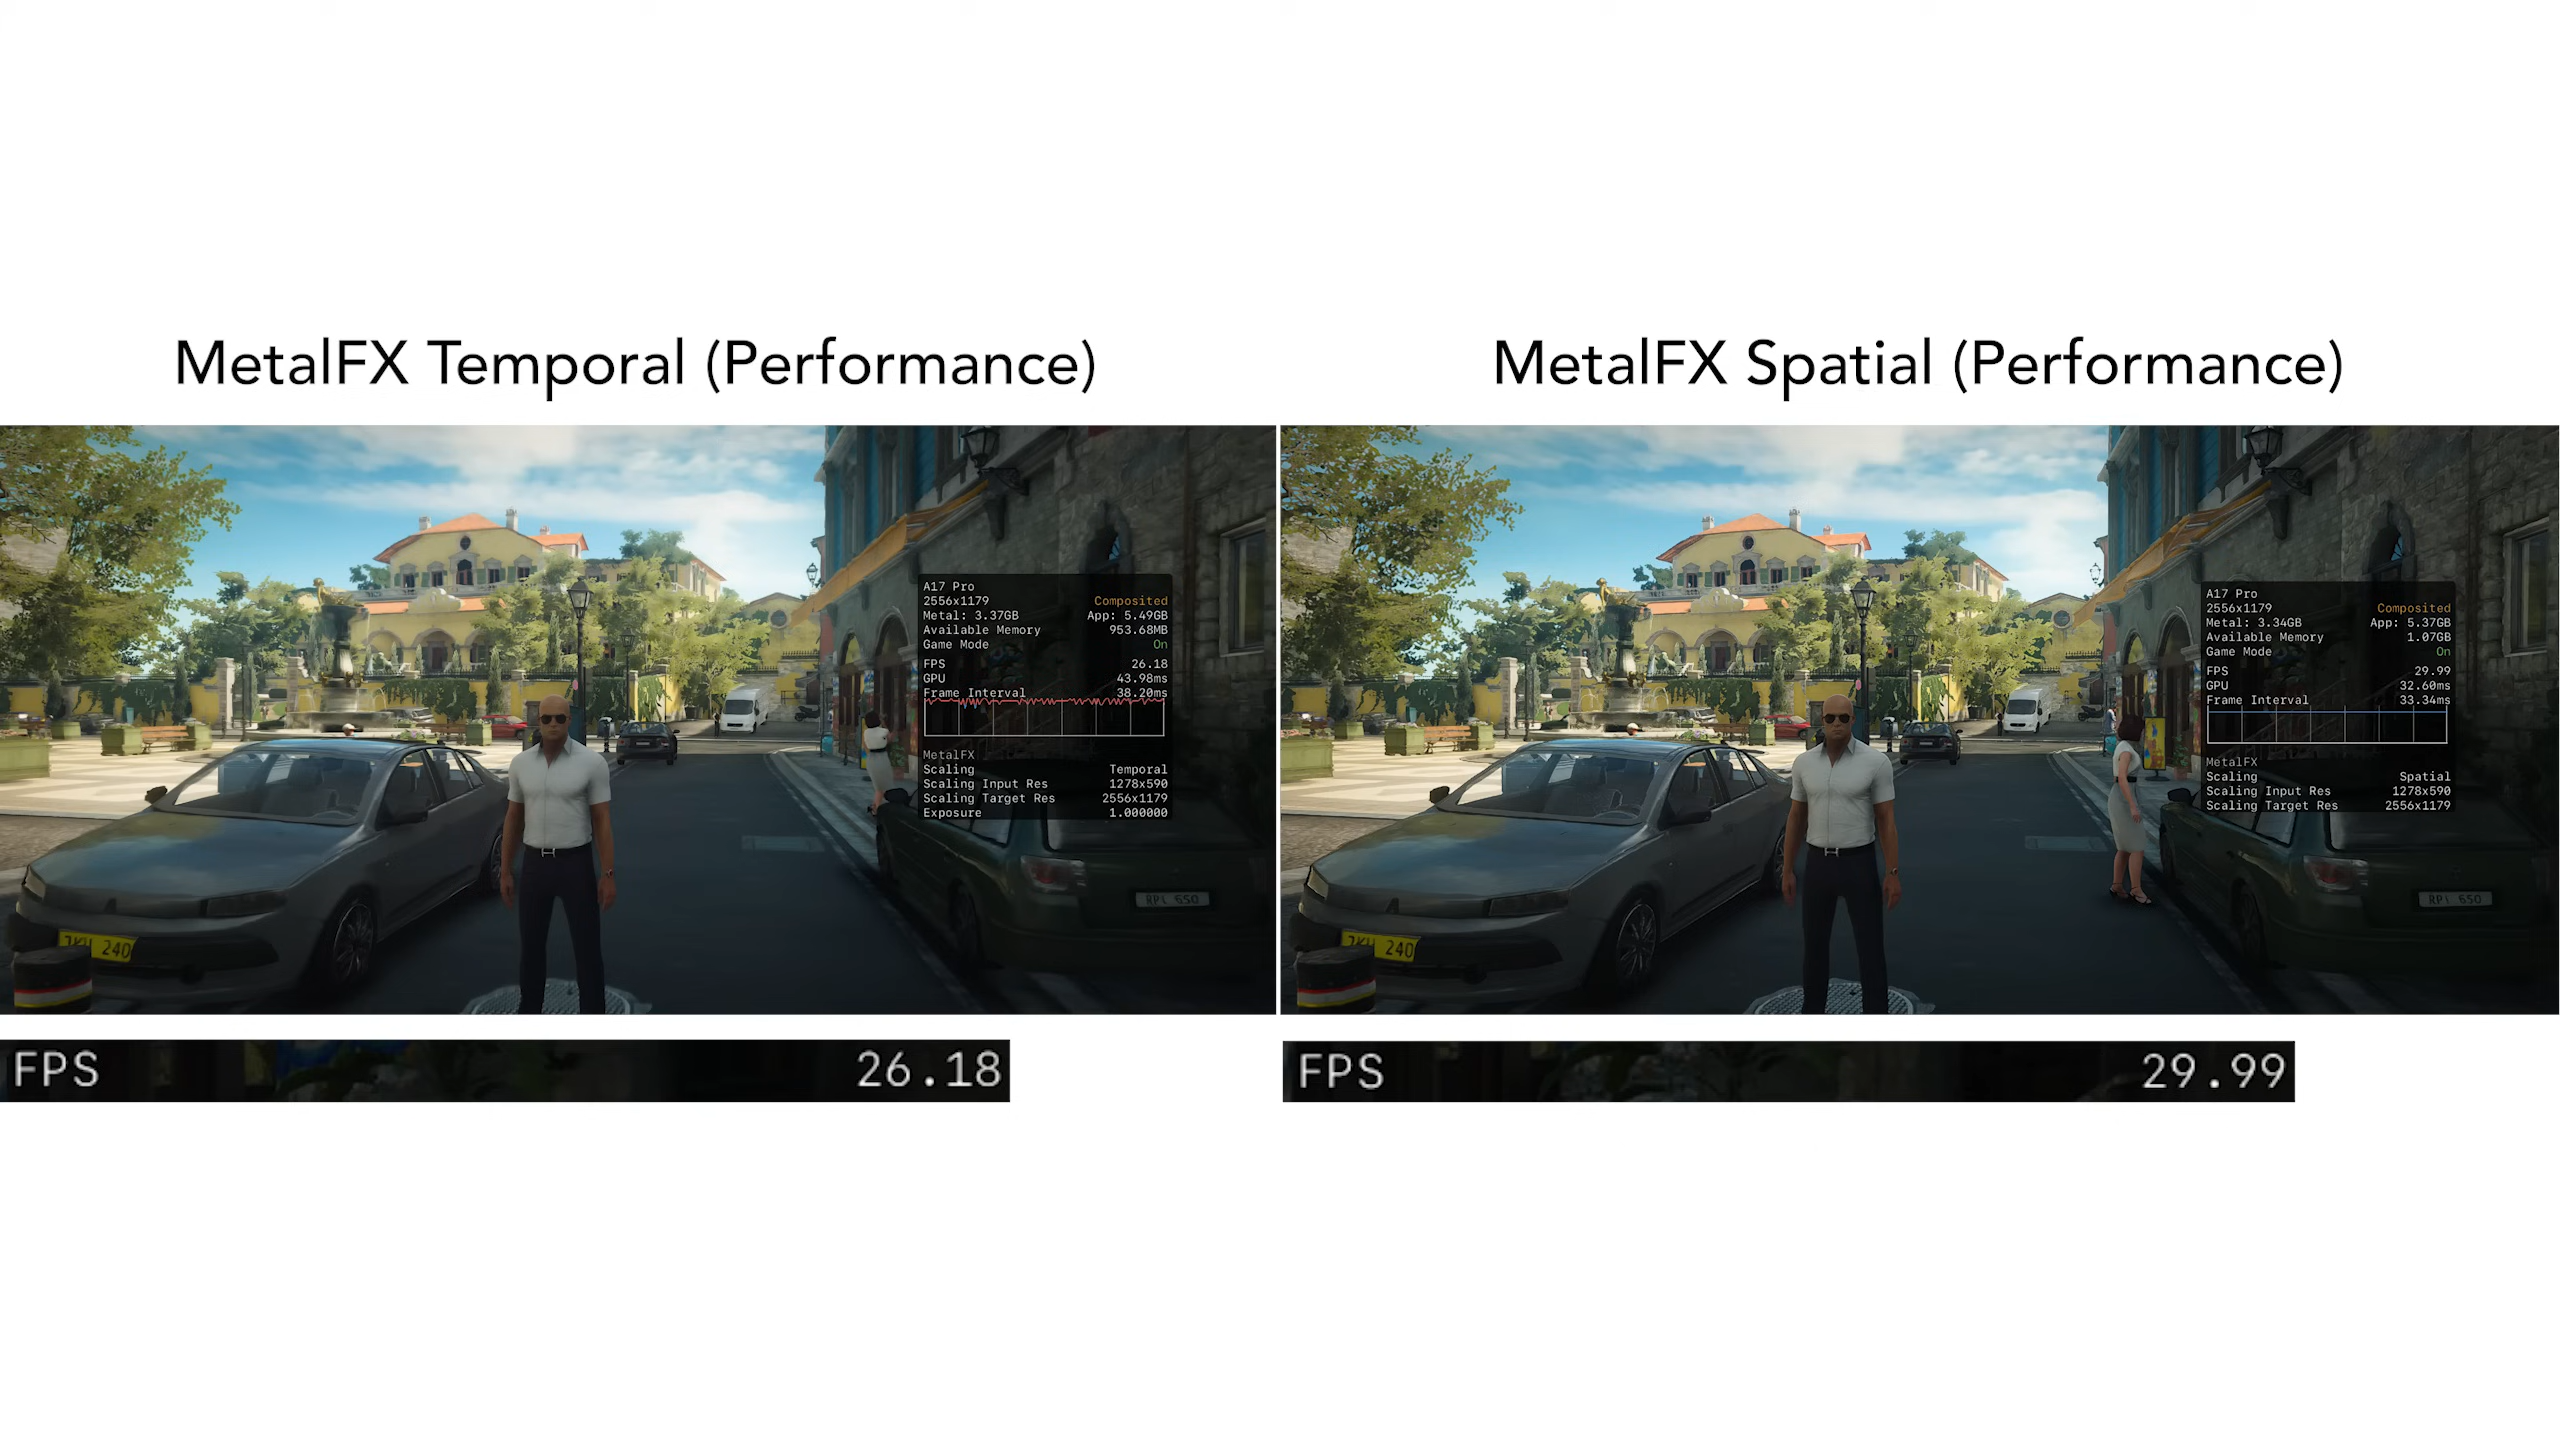 MetalFX Temporal (Performance)
A17 Pro
2556x1179 Composited
Metal: 3.37GB App: 5.49GB
Available Memory 953.68MB
Game Mode On
FPS 26.18
GPU 43.98ms
Frame Interval 38.20ms
MetalFX
Scaling Temporal
Scaling Input Res 1278x590
Scaling Target Res 2556x1179
Exposure 1.000000
240
650
FPS 26.18
MetalFX Spatial (Performance)
A17 Pro
2556x1179 Composited
Metal: 3.34GB App: 5.37GB
Available Memory 1.07GB
Game Mode On
FPS 29.99
GPU 32.60ms
Frame Interval 33.34ms
MetalFX
Scaling Spatial
Scaling Input Res 1278x590
Scaling Target Res 2556x1179
240
650
FPS 29.99